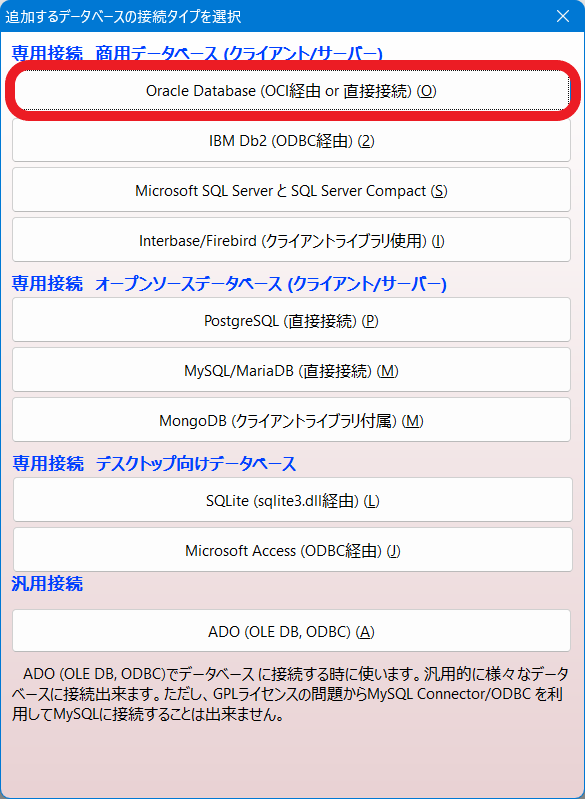 追加するデータベースの接続タイプを選択
専用接続 商用データベース (クライアント/サーバー)
Oracle Database (OCI経由 or 直接接続) (O)
IBM Db2 (ODBC経由) (2)
Microsoft SQL Server と SQL Server Compact (S)
Interbase/Firebird (クライアントライブラリ使用) (I)
専用接続 オープンソースデータベース (クライアント/サーバー)
PostgreSQL (直接接続) (P)
MySQL/MariaDB (直接接続) (M)
MongoDB (クライアントライブラリ付属) (M)
専用接続 デスクトップ向けデータベース
SQLite (sqlite3.dll経由) (L)
Microsoft Access (ODBC経由) (J)
汎用接続
ADO (OLE DB, ODBC) (A)
ADO (OLE DB, ODBC)でデータベース に接続する時に使います。汎用的に様々なデータ
ベースに接続出来ます。ただし、GPLライセンスの問題からMySQL Connector/ODBC を利
用してMySQLに接続することは出来ません。